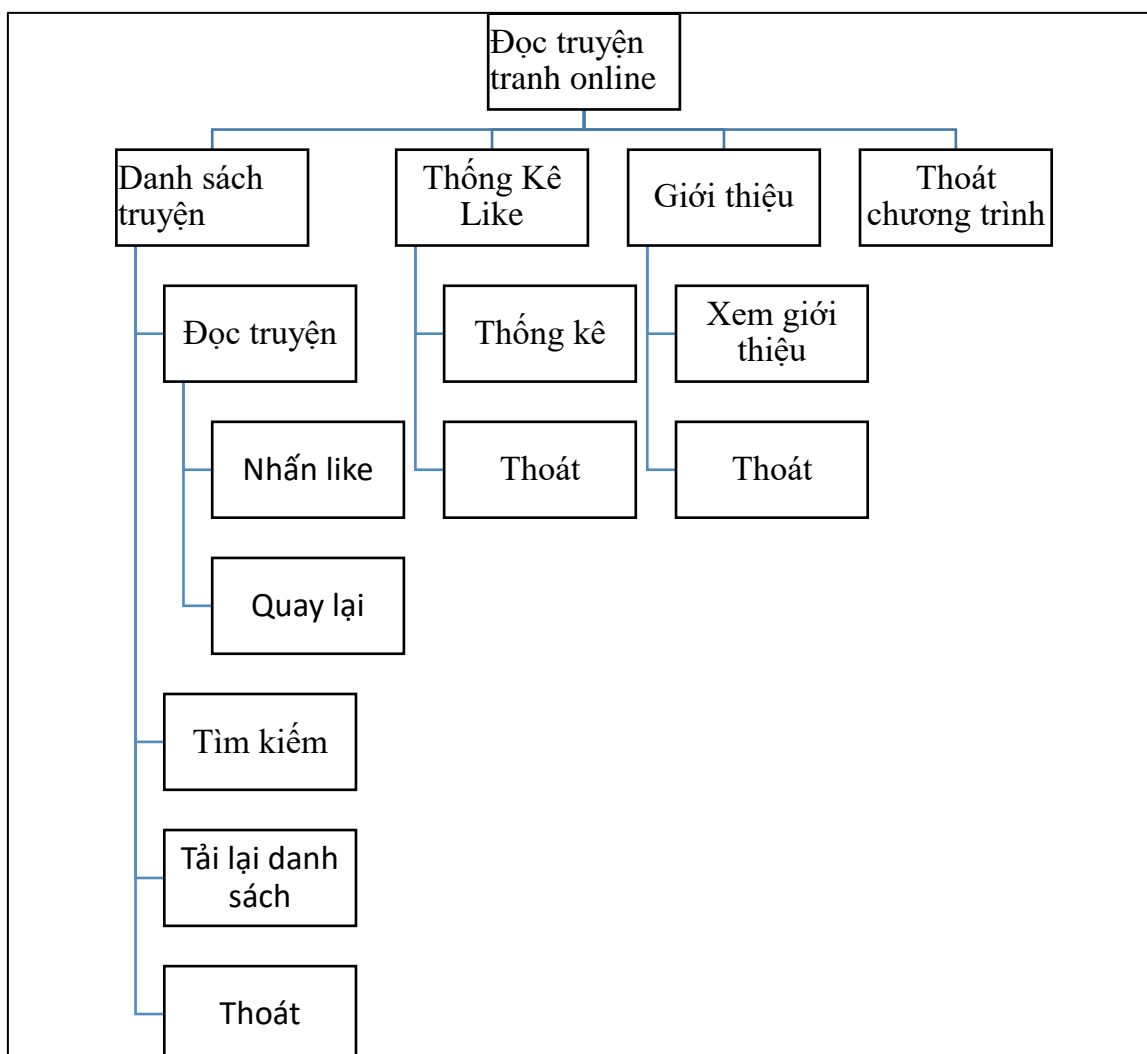 Đọc truyện
tranh online
Danh sách
truyện
Thống Kê
Like
Giới thiệu
Thoát
chương trình
Đọc truyện
Thống kê
Xem giới
thiệu
Nhấn like
Thoát
Thoát
Quay lại
Tìm kiếm
Tải lại danh
sách
Thoát